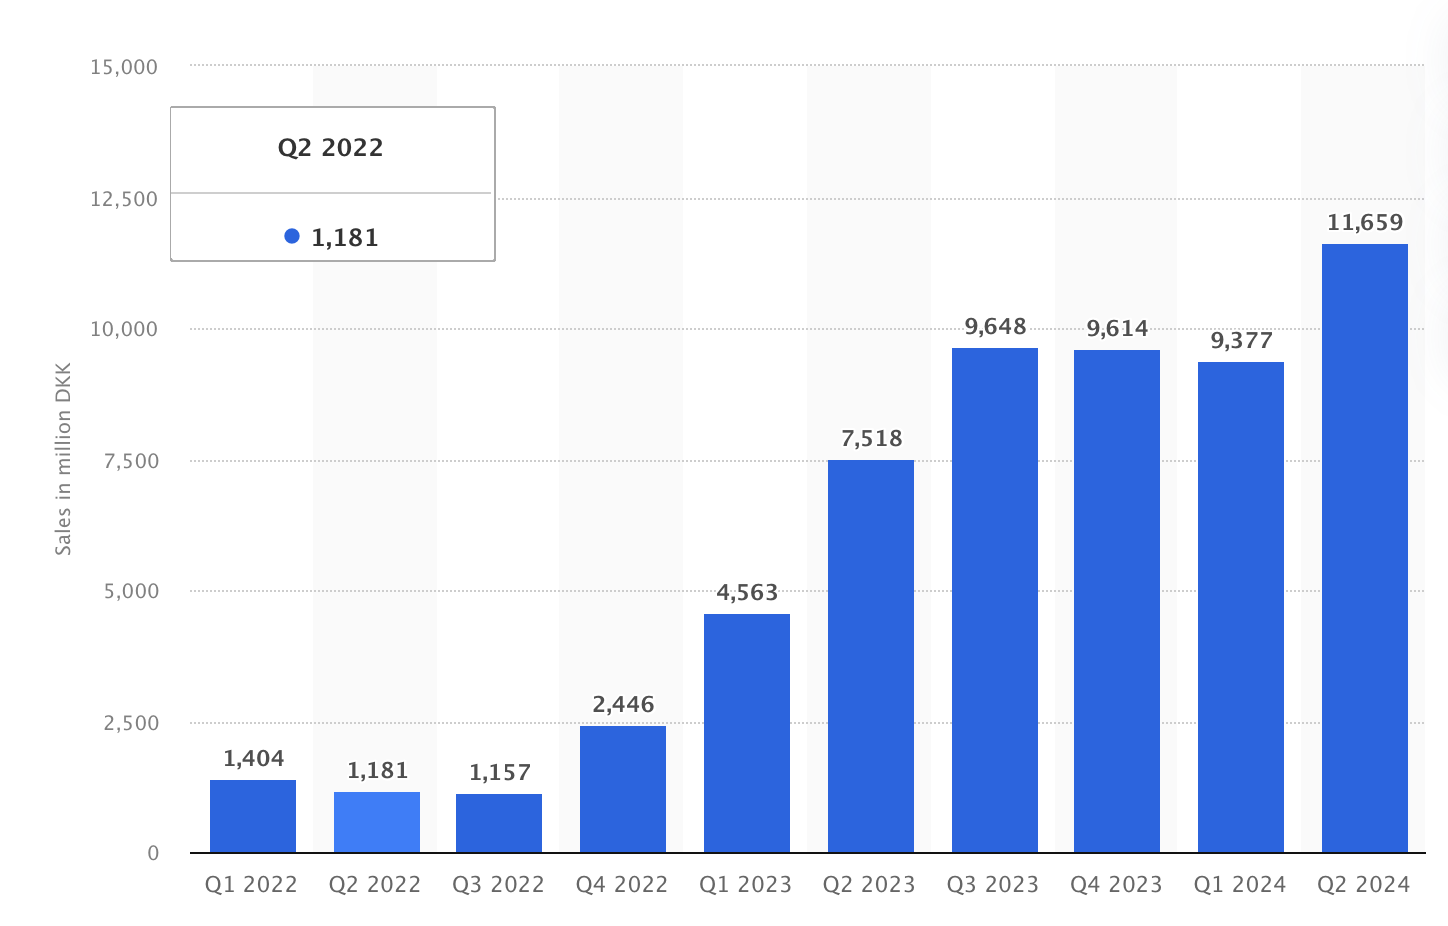 15,000
12,500
10,000
7,500
5,000
2,500
0
Sales in million DKK
Q2 2022
1,181
1,404
1,181
1,157
2,446
4,563
7,518
9,648
9,614
9,377
11,659
Q1 2022
Q2 2022
Q3 2022
Q4 2022
Q1 2023
Q2 2023
Q3 2023
Q4 2023
Q1 2024
Q2 2024